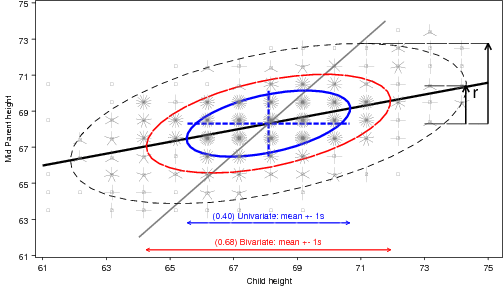 75
73
71
69
67
65
63
61
Mid Parent height
r
(0.40) Univariate: mean +- 1s
(0.68) Bivariate: mean +- 1s
61 63 65 67 69 71 73 75
Child height